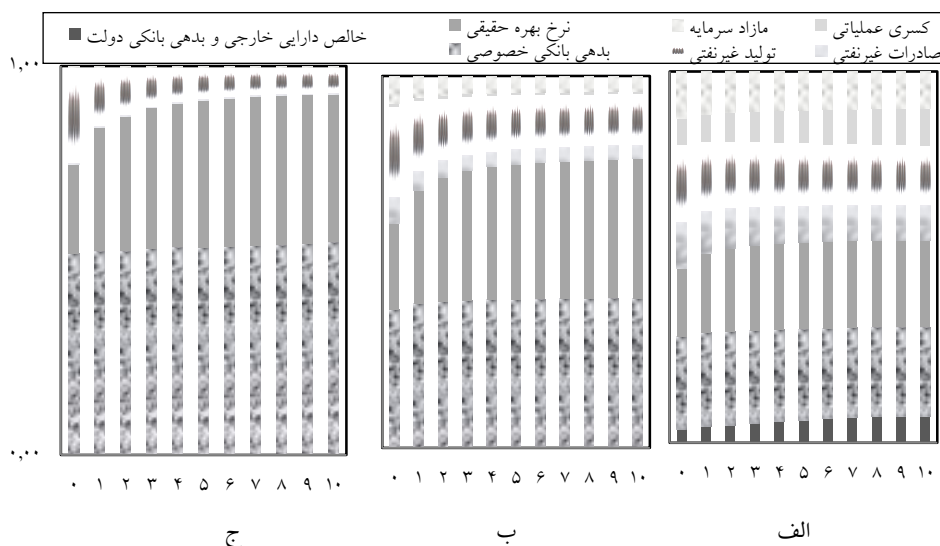 کسری عملیاتی مازاد سرمایه نرخ بهره حقیقی خالص دارایی خارجی و بدهی بانکی دولت
صادرات غیرنفتی تولید غیرنفتی بدهی بانکی خصوصی
۱,۰۰
۰,۰۰
۰ ۱ ۲ ۳ ۴ ۵ ۶ ۷ ۸ ۹ ۱۰
۰ ۱ ۲ ۳ ۴ ۵ ۶ ۷ ۸ ۹ ۱۰
۰ ۱ ۲ ۳ ۴ ۵ ۶ ۷ ۸ ۹ ۱۰
الف
ب
ج